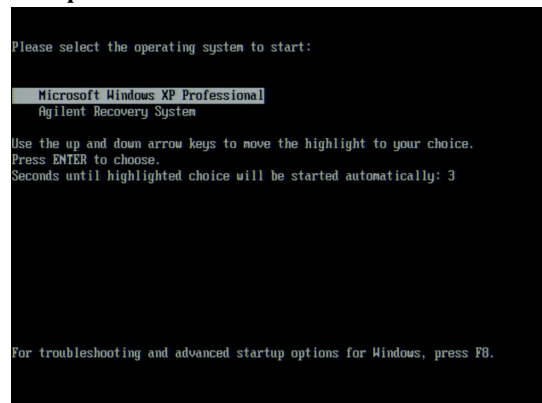 Please select the operating system to start:
Microsoft Windows XP Professional
Agilent Recovery System
Use the up and down arrow keys to move the highlight to your choice.
Press ENTER to choose.
Seconds until highlighted choice will be started automatically: 3
For troubleshooting and advanced startup options for Windows, press F8.